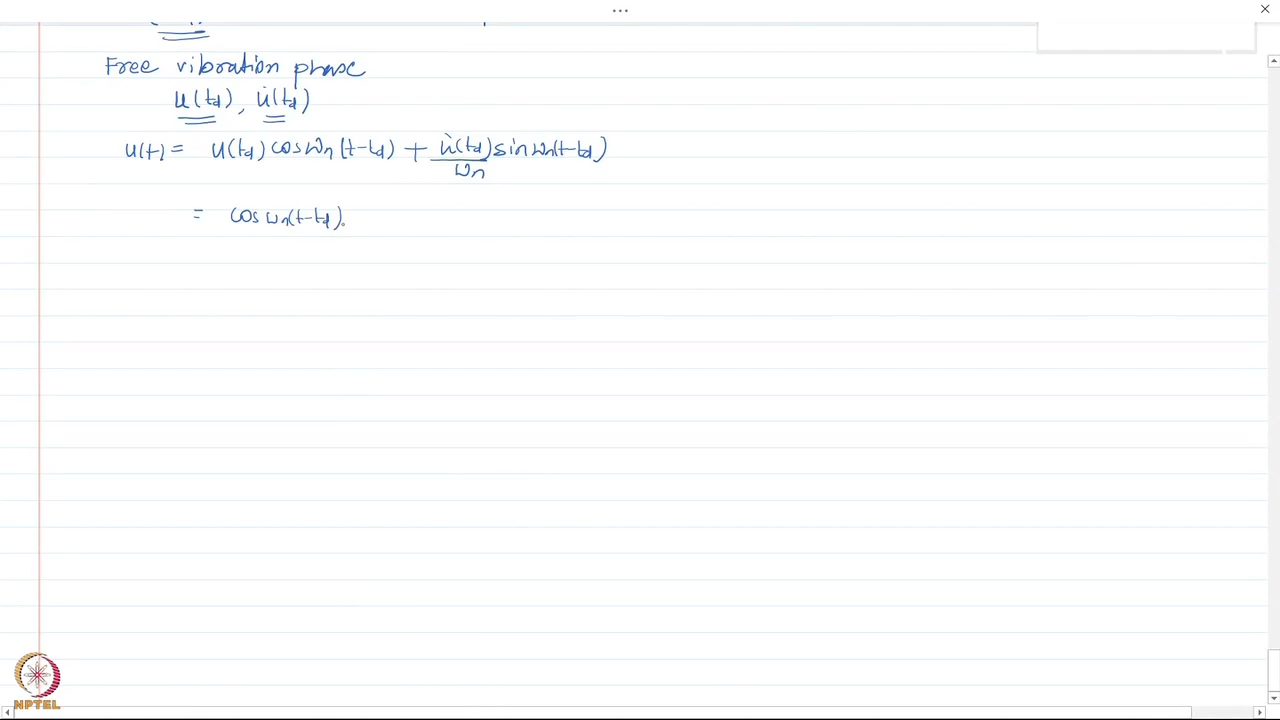 Free vibration phase
u(td), u̇(td)
u(t) = u(td) cos ωn (t-td) + u̇(td)/ωn sin ωn(t-td)
= cos ωn(t-td).
NPTEL